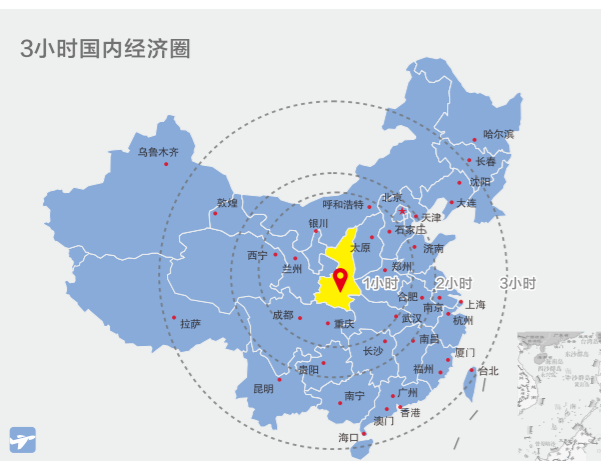 3小时国内经济圈
哈尔滨
乌鲁木齐
长春
沈阳
敦煌
呼和浩特
北京
大连
天津
银川
石家庄
太原
济南
西宁
兰州
郑州
1小时
2小时
3小时
合肥
南京
上海
成都
重庆
武汉
杭州
拉萨
长沙
南昌
厦门
贵阳
福州
台北
昆明
南宁
广州
香港
澳门
海口